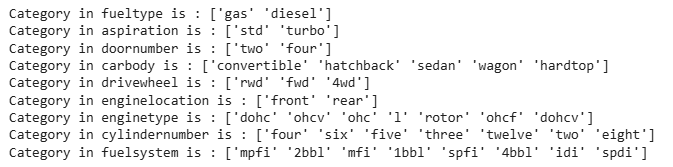 Category in fueltype is : ['gas' 'diesel']
Category in aspiration is : ['std' 'turbo']
Category in doornumber is : ['two' 'four']
Category in carbody is : ['convertible' 'hatchback' 'sedan' 'wagon' 'hardtop']
Category in drivewheel is : ['rwd' 'fwd' '4wd']
Category in enginelocation is : ['front' 'rear']
Category in enginetype is : ['dohc' 'ohcv' 'ohc' 'l' 'rotor' 'ohcf' 'dohcv']
Category in cylindernumber is : ['four' 'six' 'five' 'three' 'twelve' 'two' 'eight']
Category in fuelsystem is : ['mpfi' '2bbl' 'mfi' '1bbl' 'spfi' '4bbl' 'idi' 'spdi']